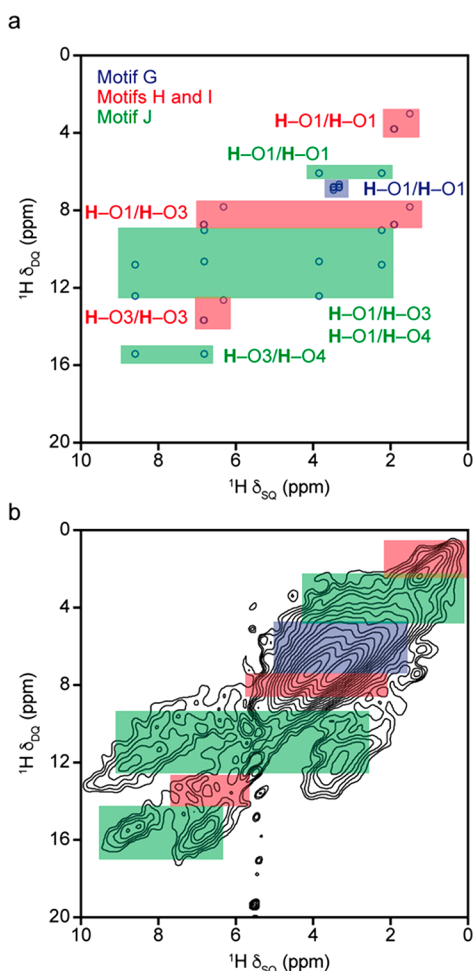 a
0
4
8
12
16
20
¹H δDQ (ppm)
Motif G
Motifs H and I
Motif J
H–O1/H–O1
H–O1/H–O1
H–O1/H–O1
H–O1/H–O3
H–O3/H–O3
H–O1/H–O3
H–O1/H–O4
H–O3/H–O4
10 8 6 4 2 0
¹H δSQ (ppm)
b
0
4
8
12
16
20
¹H δDQ (ppm)
10 8 6 4 2 0
¹H δSQ (ppm)